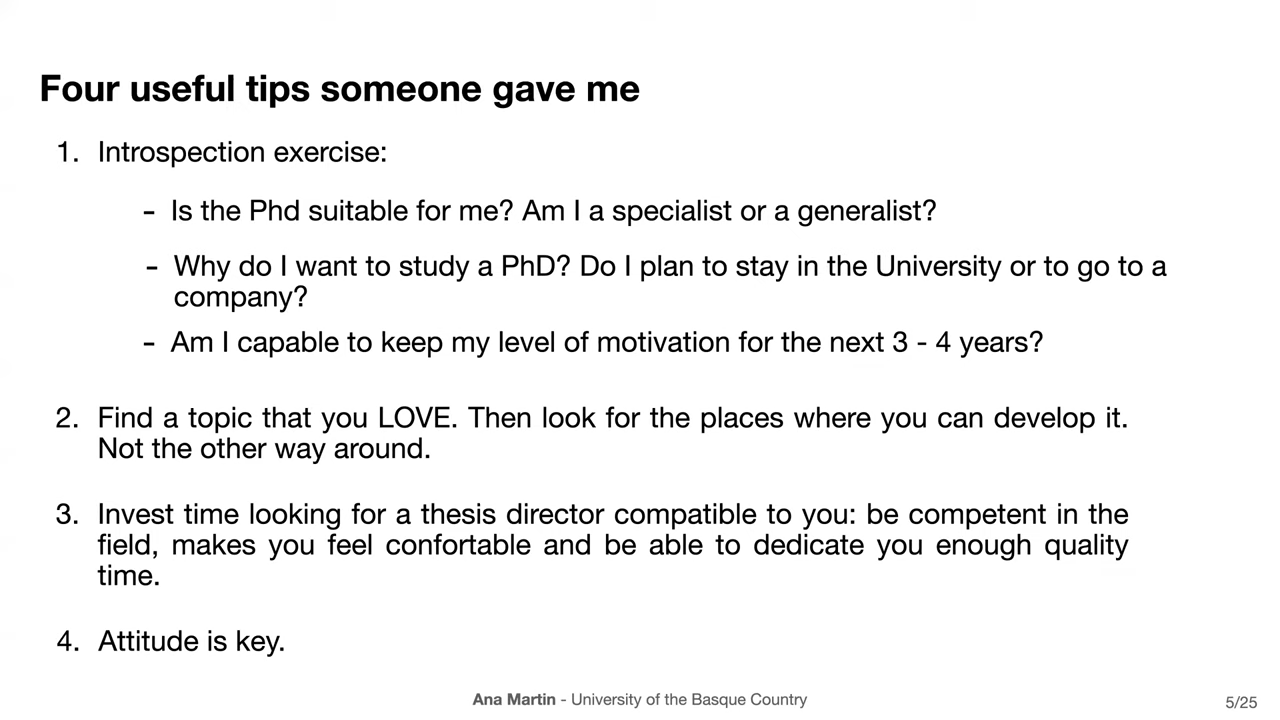 Four useful tips someone gave me
1. Introspection exercise:
- Is the Phd suitable for me? Am I a specialist or a generalist?
- Why do I want to study a PhD? Do I plan to stay in the University or to go to a
company?
- Am I capable to keep my level of motivation for the next 3 - 4 years?
2. Find a topic that you LOVE. Then look for the places where you can develop it.
Not the other way around.
3. Invest time looking for a thesis director compatible to you: be competent in the
field, makes you feel confortable and be able to dedicate you enough quality
time.
4. Attitude is key.
Ana Martin - University of the Basque Country
5/25